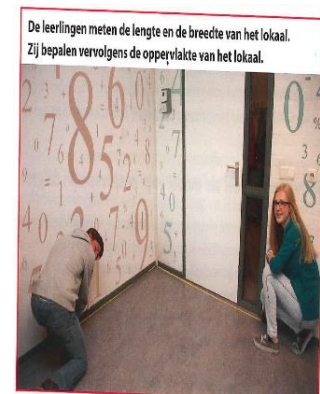 De leerlingen meten de lengte en de breedte van het lokaal.
Zij bepalen vervolgens de oppervlakte van het lokaal.